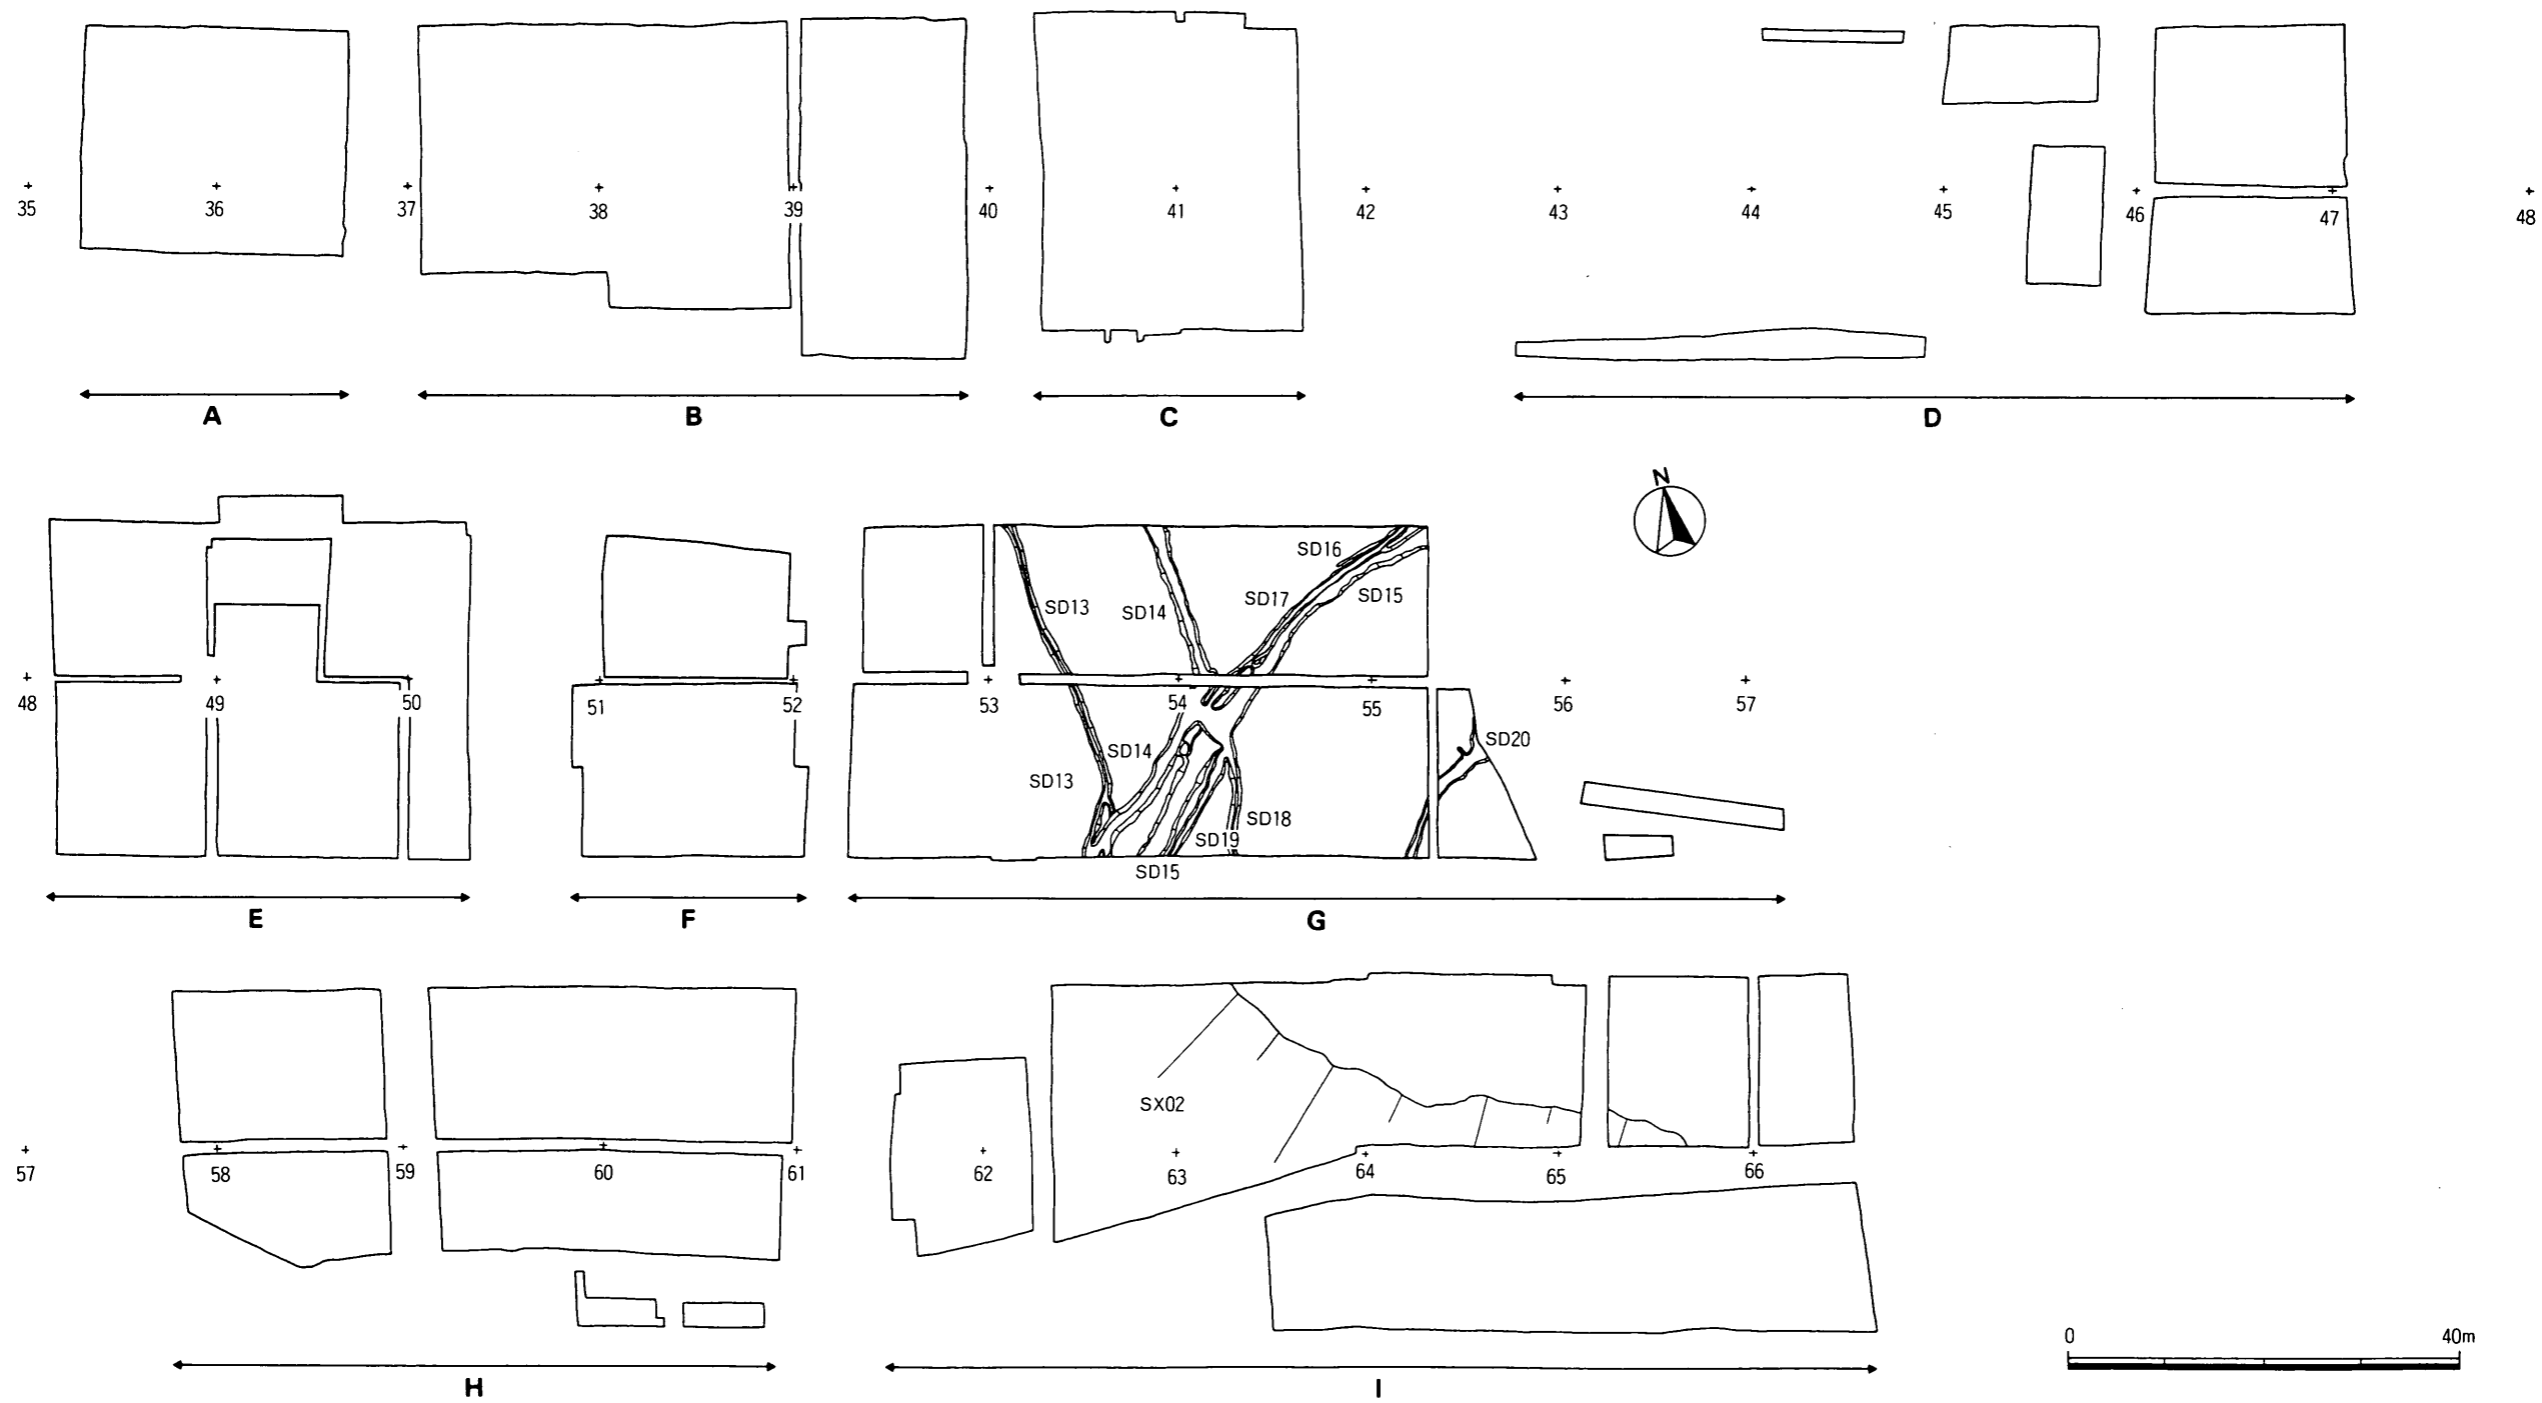 35 36 37 38 39 40 41 42 43 44 45 46 47 48
A B C D
N
SD16
SD13 SD14 SD17 SD15
48 49 50 51 52 53 54 55 56 57
SD14 SD20
SD13
SD18
SD19
SD15
E F G
SX02
57 58 59 60 61 62 63 64 65 66
0 40m
H I